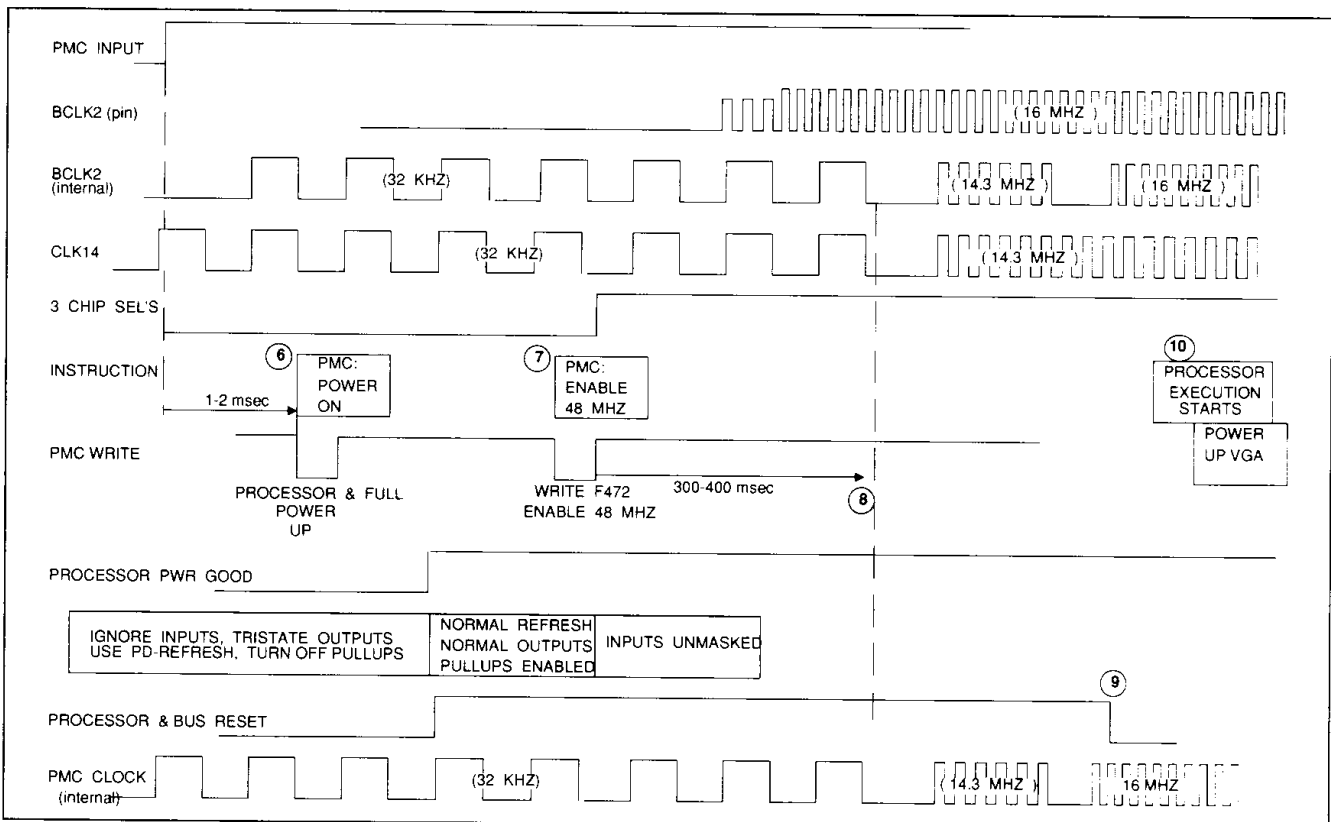 PMC INPUT
BCLK2 (pin)
(16 MHZ)
BCLK2
(internal)
(32 KHZ)
(14.3 MHZ)
(16 MHZ)
CLK14
(32 KHZ)
(14.3 MHZ)
3 CHIP SEL'S
INSTRUCTION
6
PMC:
POWER
ON
7
PMC:
ENABLE
48 MHZ
10
PROCESSOR
EXECUTION
STARTS
1-2 msec
POWER
UP VGA
PMC WRITE
PROCESSOR & FULL
POWER
UP
WRITE F472
ENABLE 48 MHZ
300-400 msec
8
PROCESSOR PWR GOOD
IGNORE INPUTS, TRISTATE OUTPUTS
USE PD-REFRESH, TURN OFF PULLUPS
NORMAL REFRESH
NORMAL OUTPUTS
PULLUPS ENABLED
INPUTS UNMASKED
9
PROCESSOR & BUS RESET
PMC CLOCK
(internal)
(32 KHZ)
(14.3 MHZ)
16 MHZ